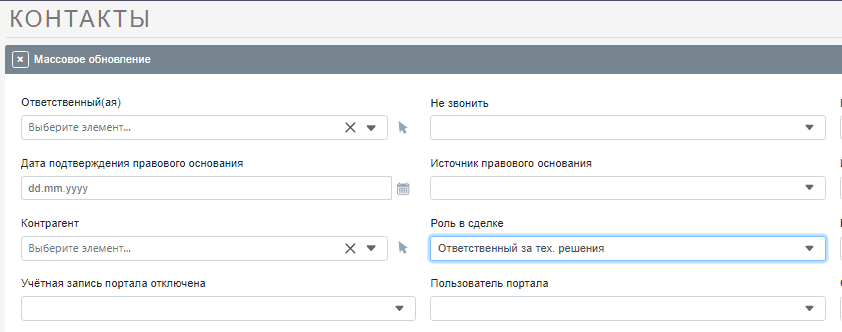 КОНТАКТЫ
Массовое обновление
Ответственный(ая)
Не звонить
Выберите элемент...
Дата подтверждения правового основания
Источник правового основания
dd.mm.yyyy
Контрагент
Роль в сделке
Выберите элемент...
Ответственный за тех. решения
Учётная запись портала отключена
Пользователь портала